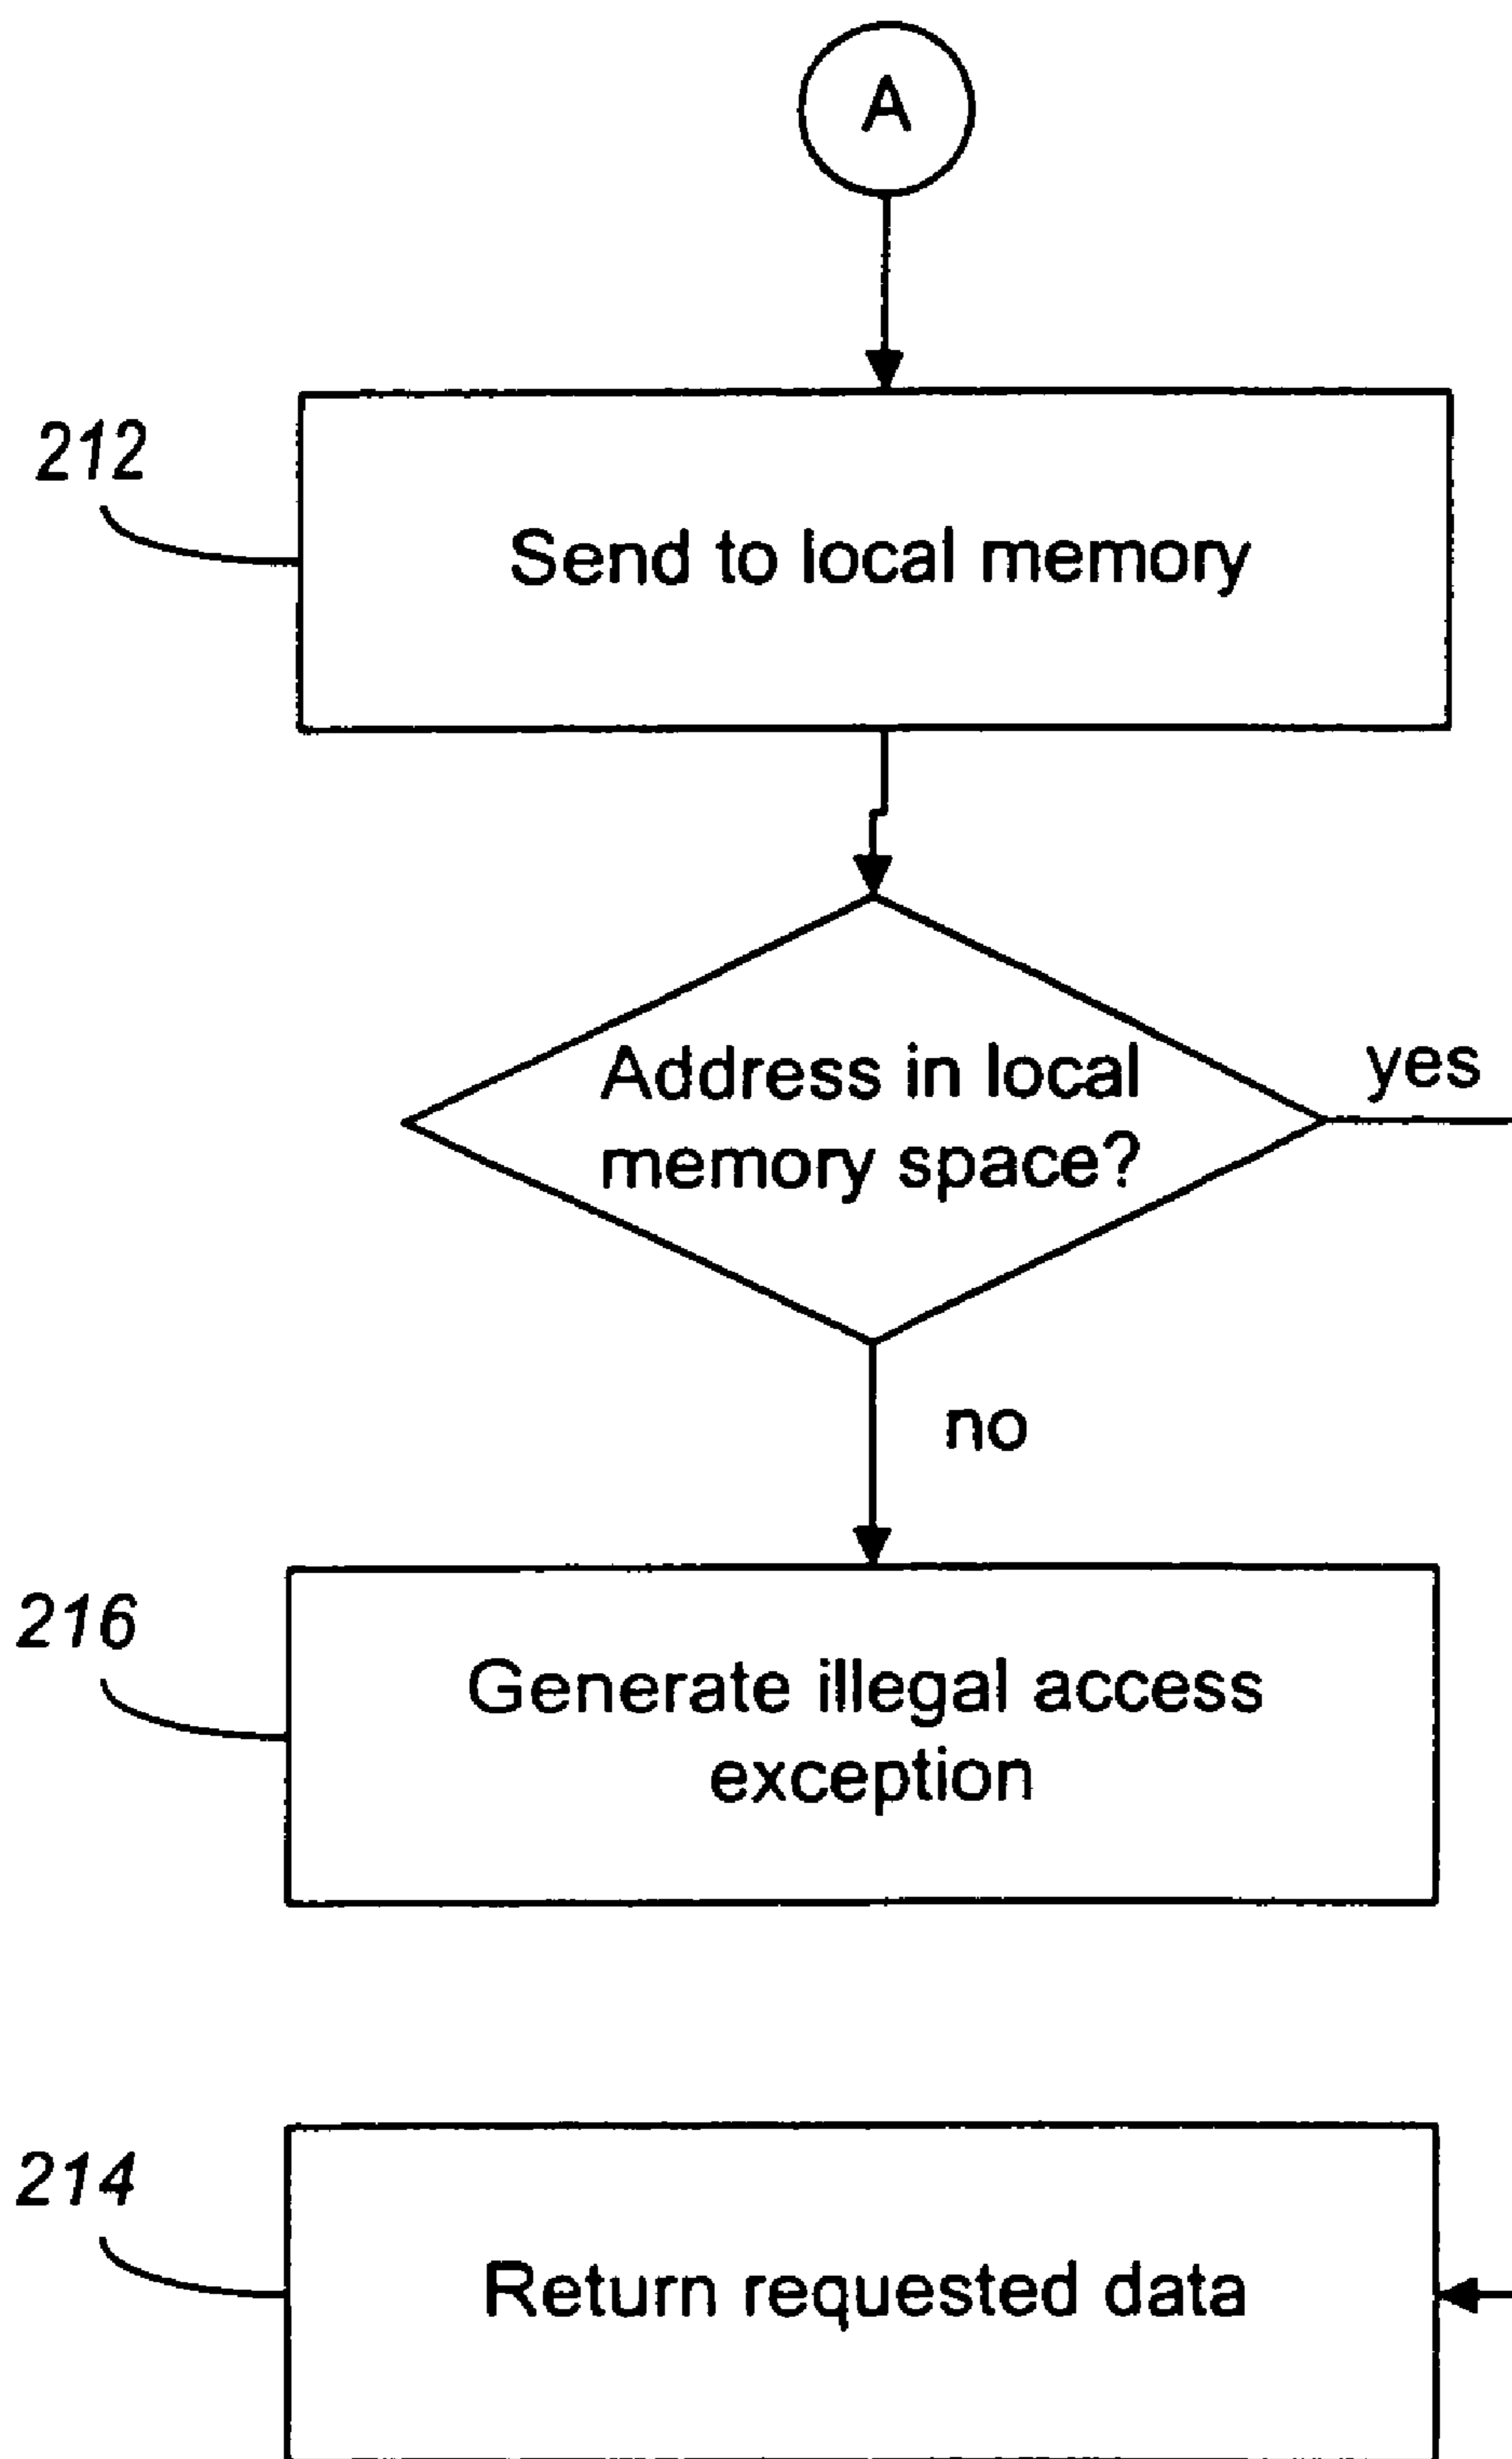 A
212
Send to local memory
Address in local
memory space?
yes
no
216
Generate illegal access
exception
214
Return requested data